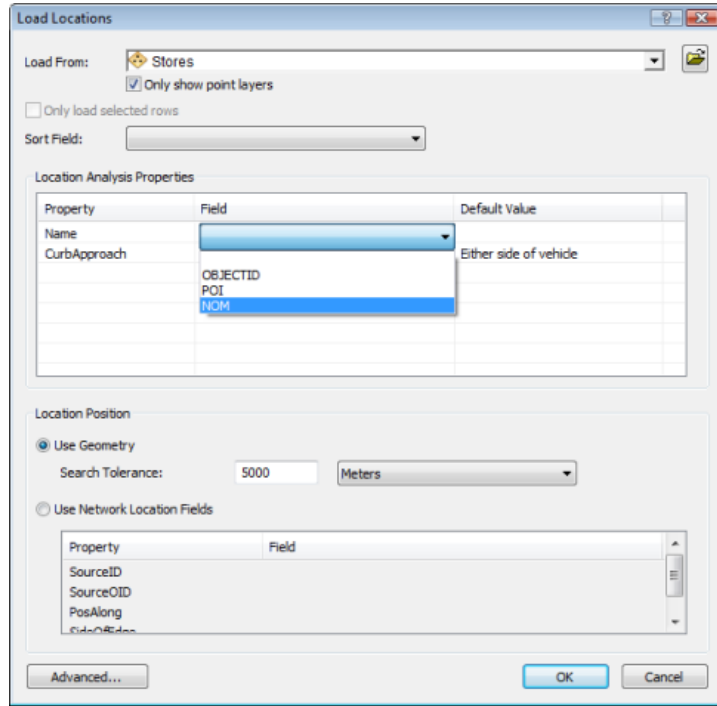 Load Locations
Load From: Stores
Only show point layers
Only load selected rows
Sort Field:
Location Analysis Properties
Property Field Default Value
Name
CurbApproach Either side of vehicle
OBJECTID
POI
NOM
Location Position
Use Geometry
Search Tolerance: 5000 Meters
Use Network Location Fields
Property Field
SourceID
SourceOID
PosAlong
SideOfEdge
Advanced... OK Cancel